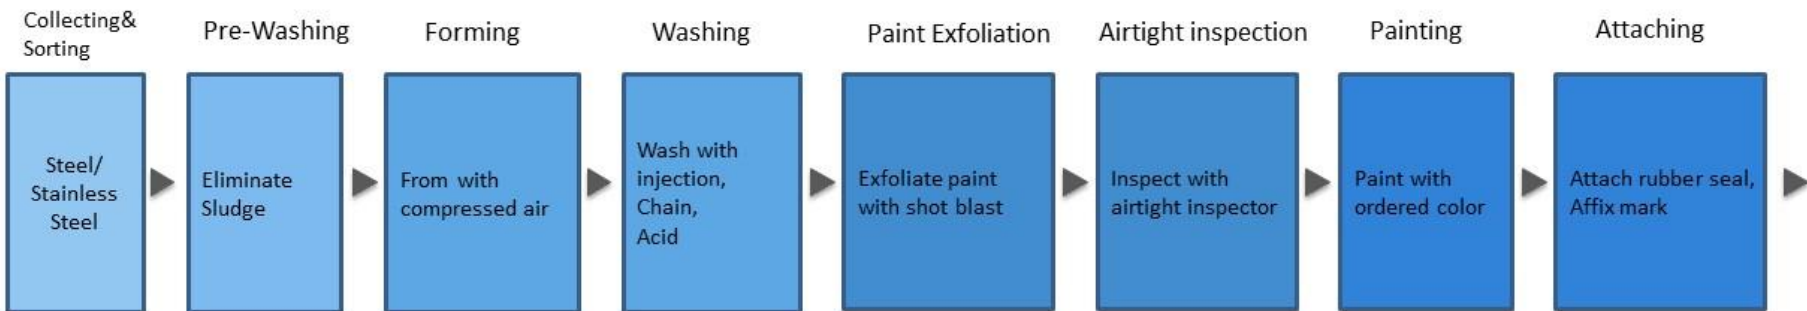 Collecting&
Sorting
Pre-Washing
Forming
Washing
Paint Exfoliation
Airtight inspection
Painting
Attaching
Steel/
Stainless
Steel
Eliminate
Sludge
From with
compressed air
Wash with
injection,
Chain,
Acid
Exfoliate paint
with shot blast
Inspect with
airtight inspector
Paint with
ordered color
Attach rubber seal,
Affix mark